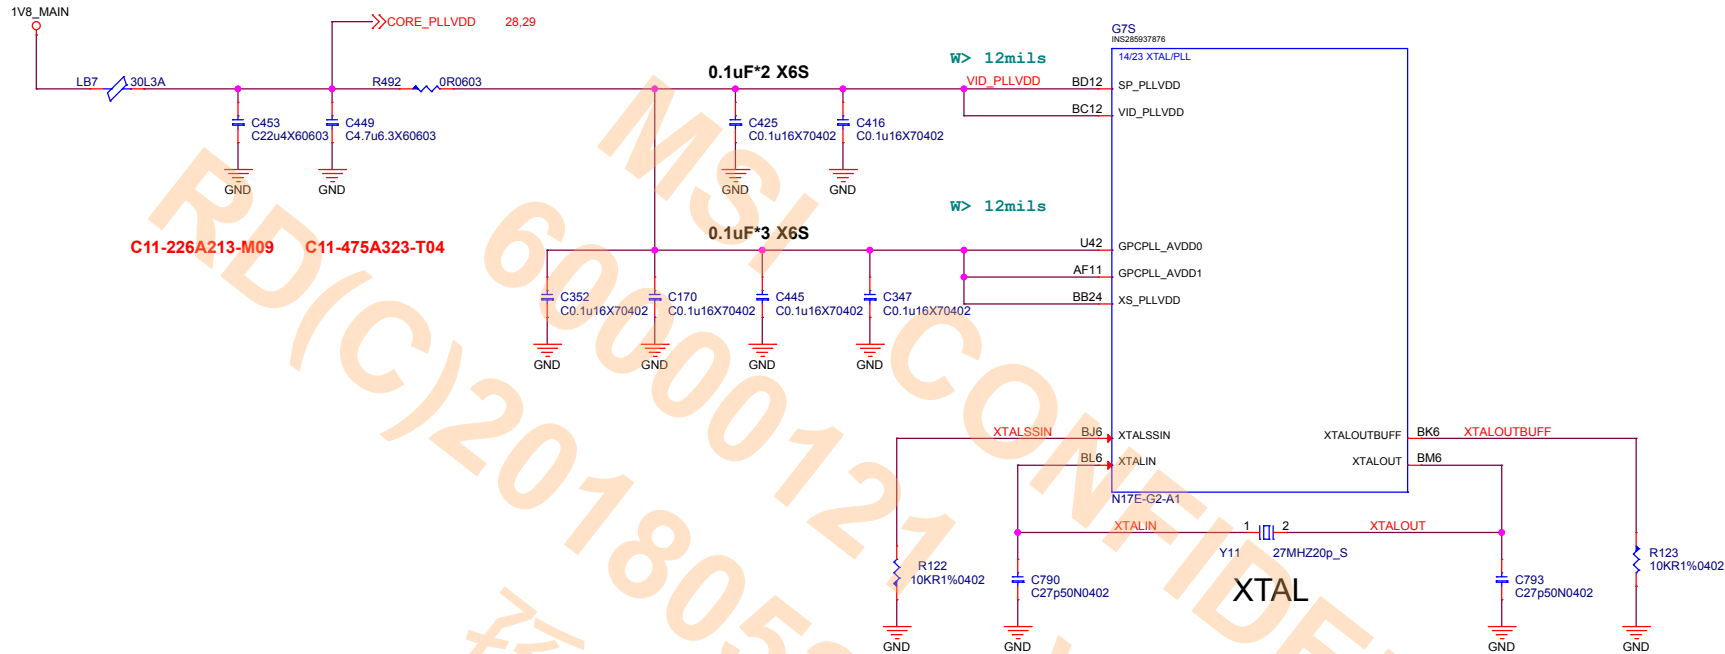 1V8_MAIN
CORE_PLLVDD 28,29
LB7 30L3A
R492 0R0603
0.1uF*2 X6S
W> 12mils
VID_PLLVDD
G7S
INS285937876
14/23 XTAL/PLL
BD12 SP_PLLVDD
BC12 VID_PLLVDD
C453
C22u4X60603
C449
C4.7u6.3X60603
C425
C0.1u16X70402
C416
C0.1u16X70402
GND
GND
GND
GND
C11-226A213-M09 C11-475A323-T04
W> 12mils
0.1uF*3 X6S
U42 GPCPLL_AVDD0
AF11 GPCPLL_AVDD1
BB24 XS_PLLVDD
C352
C0.1u16X70402
C170
C0.1u16X70402
C445
C0.1u16X70402
C347
C0.1u16X70402
GND
GND
GND
GND
XTALSSIN BJ6 XTALSSIN
BL6 XTALIN
XTALOUTBUFF BK6 XTALOUTBUFF
XTALOUT BM6
N17E-G2-A1
XTALIN 1 2 XTALOUT
Y11 27MHZ20p_S
XTAL
R122
10KR1%0402
C790
C27p50N0402
C793
C27p50N0402
R123
10KR1%0402
GND
GND
GND
GND
MSI CONFIDE
60000121
RD(C)201805